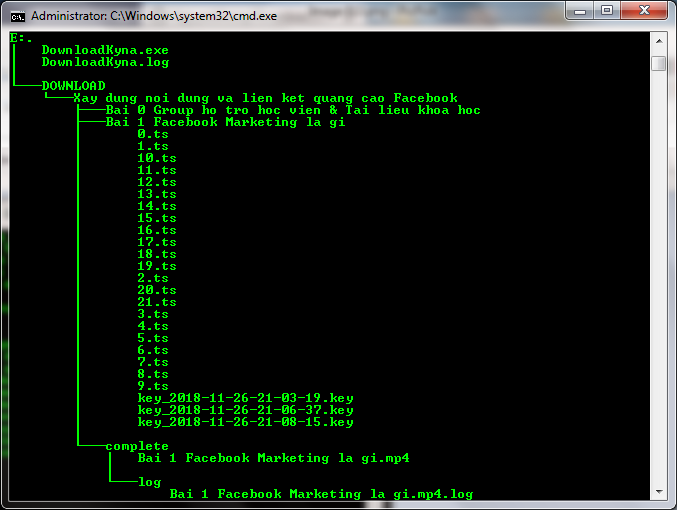 Administrator: C:\Windows\system32\cmd.exe
E:.
DownloadKyna.exe
DownloadKyna.log
DOWNLOAD
Xay dung noi dung va lien ket quang cao Facebook
Bai 0 Group ho tro hoc vien & Tai lieu khoa hoc
Bai 1 Facebook Marketing la gi
0.ts
1.ts
10.ts
11.ts
12.ts
13.ts
14.ts
15.ts
16.ts
17.ts
18.ts
19.ts
2.ts
20.ts
21.ts
3.ts
4.ts
5.ts
6.ts
7.ts
8.ts
9.ts
key_2018-11-26-21-03-19.key
key_2018-11-26-21-06-37.key
key_2018-11-26-21-08-15.key
complete
Bai 1 Facebook Marketing la gi.mp4
log
Bai 1 Facebook Marketing la gi.mp4.log